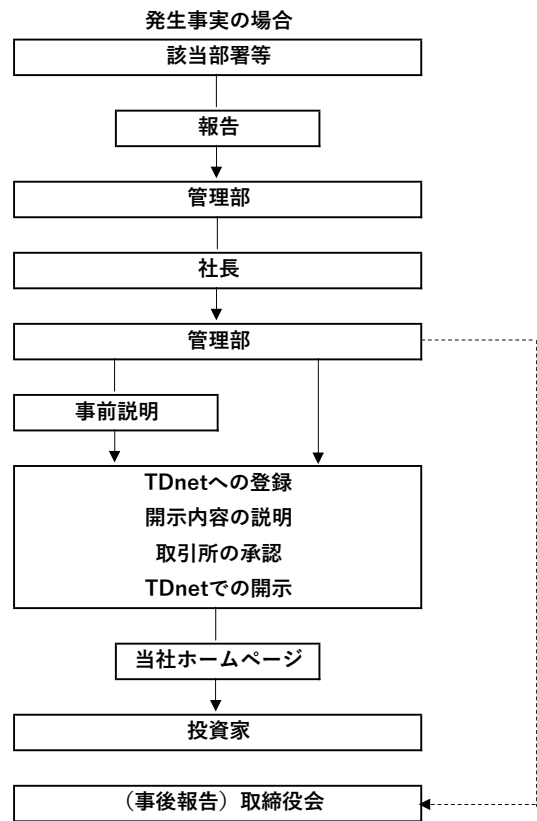 発生事実の場合
該当部署等
報告
管理部
社長
管理部
事前説明
TDnetへの登録
開示内容の説明
取引所の承認
TDnetでの開示
当社ホームページ
投資家
（事後報告）取締役会